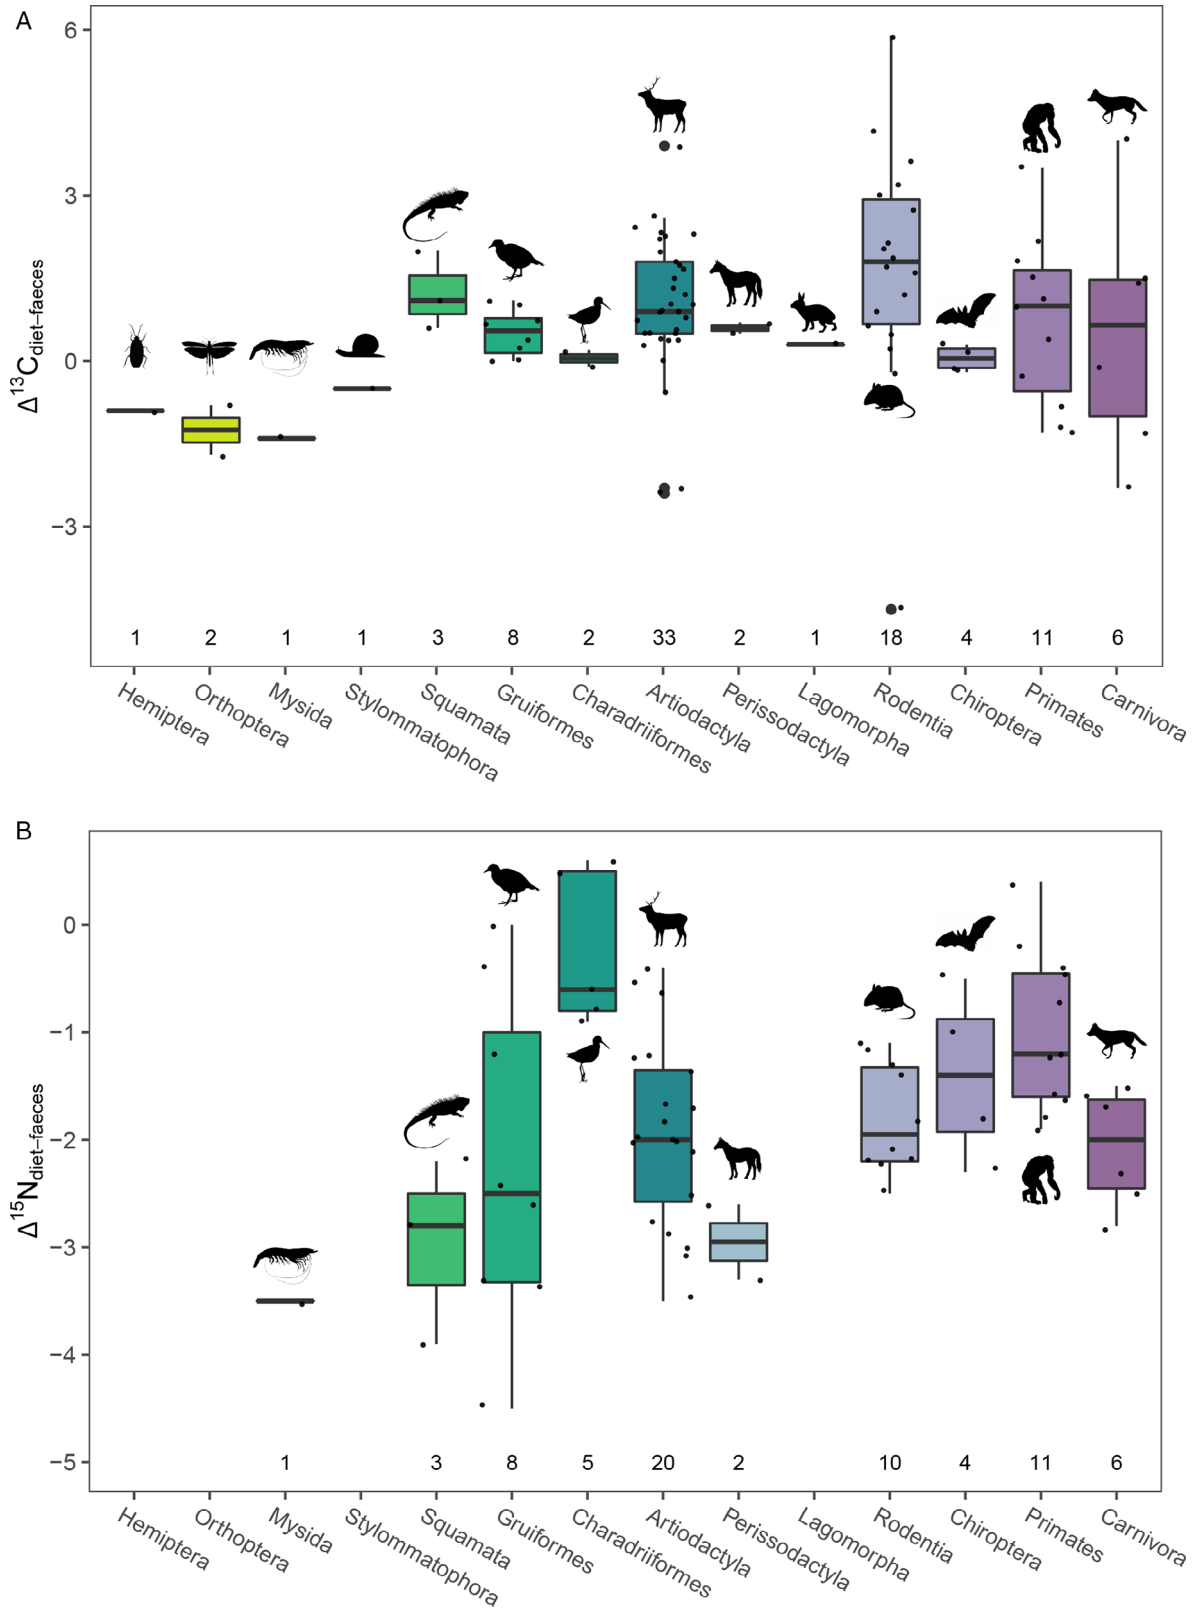 A
6
3
0
−3
Δ13Cdiet–faeces
1 2 1 1 3 8 2 33 2 1 18 4 11 6
Hemiptera Orthoptera Mysida Stylommatophora Squamata Gruiformes Charadriiformes Artiodactyla Perissodactyla Lagomorpha Rodentia Chiroptera Primates Carnivora
B
0
−1
−2
−3
−4
−5
Δ15Ndiet–faeces
1 3 8 5 20 2 10 4 11 6
Hemiptera Orthoptera Mysida Stylommatophora Squamata Gruiformes Charadriiformes Artiodactyla Perissodactyla Lagomorpha Rodentia Chiroptera Primates Carnivora